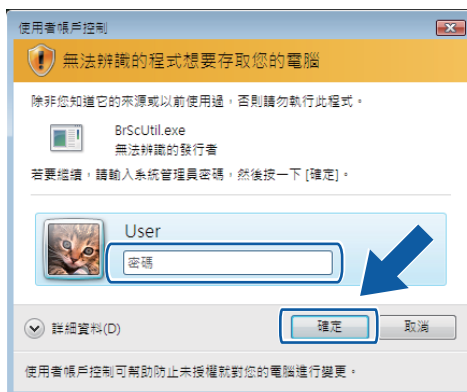 使用者帳戶控制
無法辨識的程式想要存取您的電腦
除非您知道它的來源或以前使用過，否則請勿執行此程式。
BrScUtil.exe
無法辨識的發行者
若要繼續，請輸入系統管理員密碼，然後按一下 [確定]。
User
密碼
詳細資料(D)
確定
取消
使用者帳戶控制可幫助防止未授權就對您的電腦進行變更。